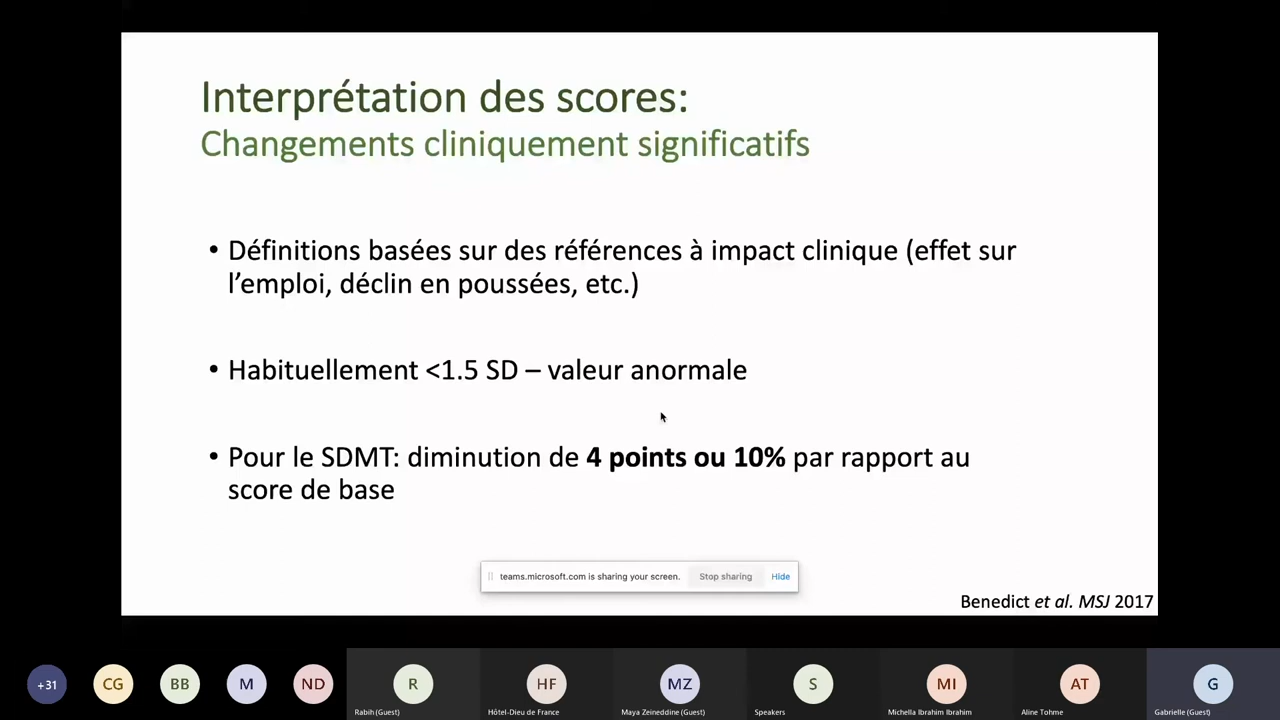 Interprétation des scores:
Changements cliniquement significatifs
• Définitions basées sur des références à impact clinique (effet sur
l’emploi, déclin en poussées, etc.)
• Habituellement <1.5 SD – valeur anormale
• Pour le SDMT: diminution de 4 points ou 10% par rapport au
score de base
teams.microsoft.com is sharing your screen. Stop sharing Hide
Benedict et al. MSJ 2017
+31 CG BB M ND R HF MZ S MI AT G
Rabih (Guest) Hôtel-Dieu de France Maya Zeineddine (Guest) Speakers Michella Ibrahim Ibrahim Aline Tohme Gabrielle (Guest)